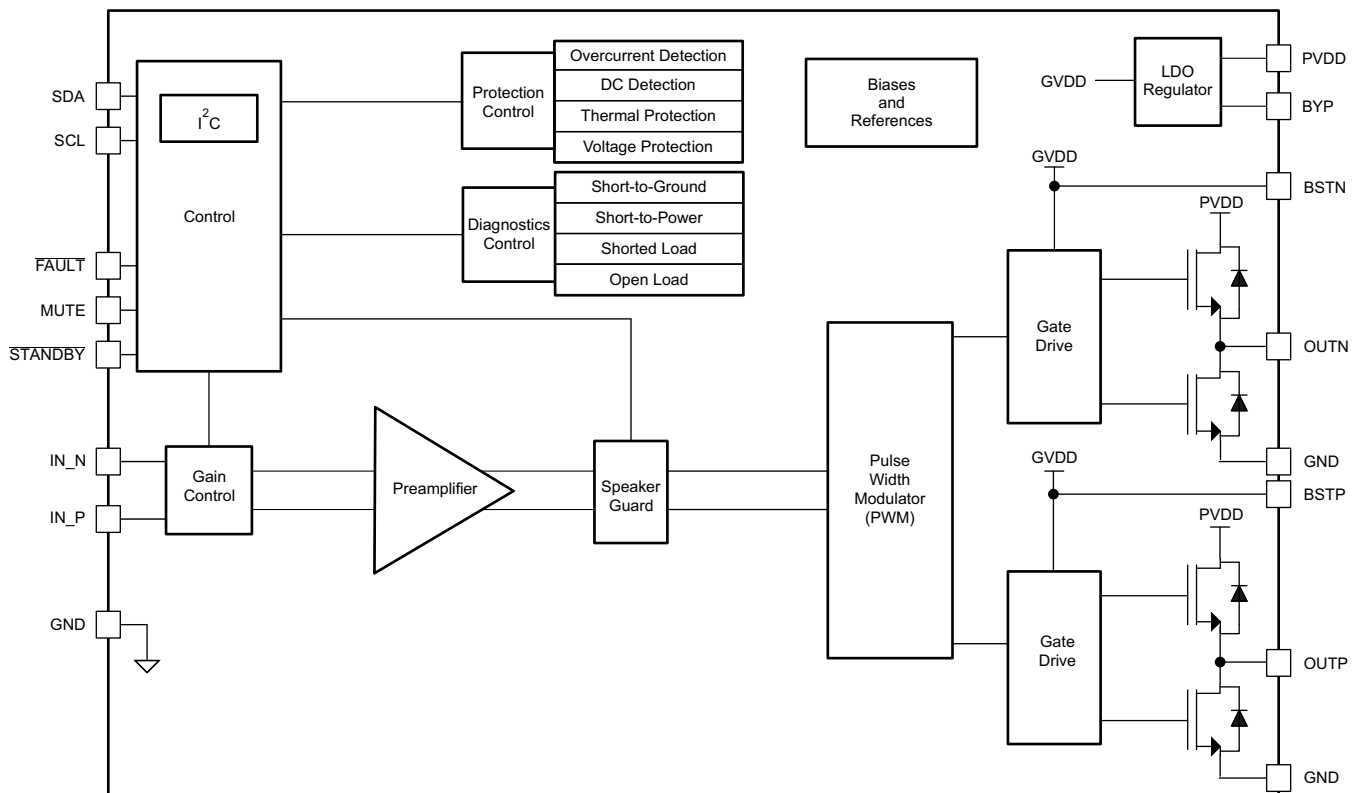 SDA
SCL
FAULT
MUTE
STANDBY
IN_N
IN_P
GND
I²C
Control
Protection
Control
Overcurrent Detection
DC Detection
Thermal Protection
Voltage Protection
Diagnostics
Control
Short-to-Ground
Short-to-Power
Shorted Load
Open Load
Biases
and
References
GVDD
LDO
Regulator
PVDD
BYP
GVDD
BSTN
PVDD
Gate
Drive
OUTN
GND
Gain
Control
Preamplifier
Speaker
Guard
Pulse
Width
Modulator
(PWM)
GVDD
BSTP
PVDD
Gate
Drive
OUTP
GND